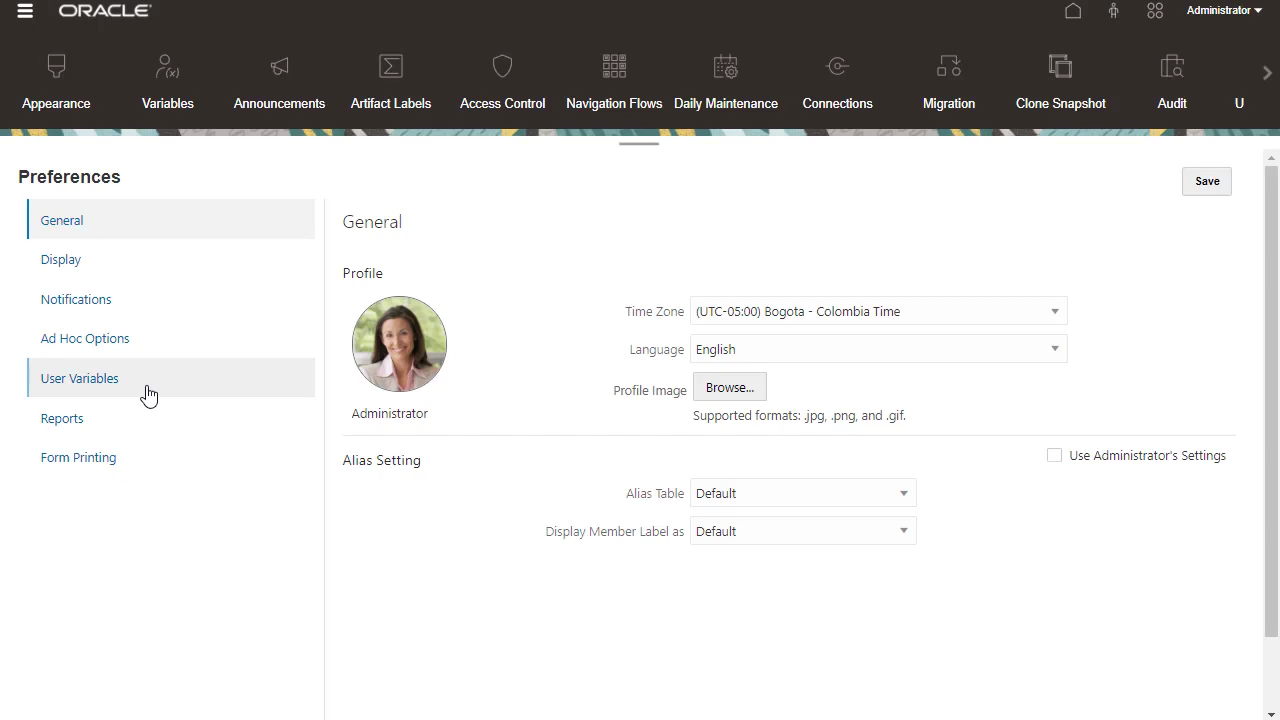 ORACLE
Administrator
Appearance
Variables
Announcements
Artifact Labels
Access Control
Navigation Flows
Daily Maintenance
Connections
Migration
Clone Snapshot
Audit
U
Preferences
Save
General
Display
Notifications
Ad Hoc Options
User Variables
Reports
Form Printing
General
Profile
Administrator
Time Zone (UTC-05:00) Bogota - Colombia Time
Language English
Profile Image Browse...
Supported formats: .jpg, .png, and .gif.
Alias Setting
Use Administrator's Settings
Alias Table Default
Display Member Label as Default